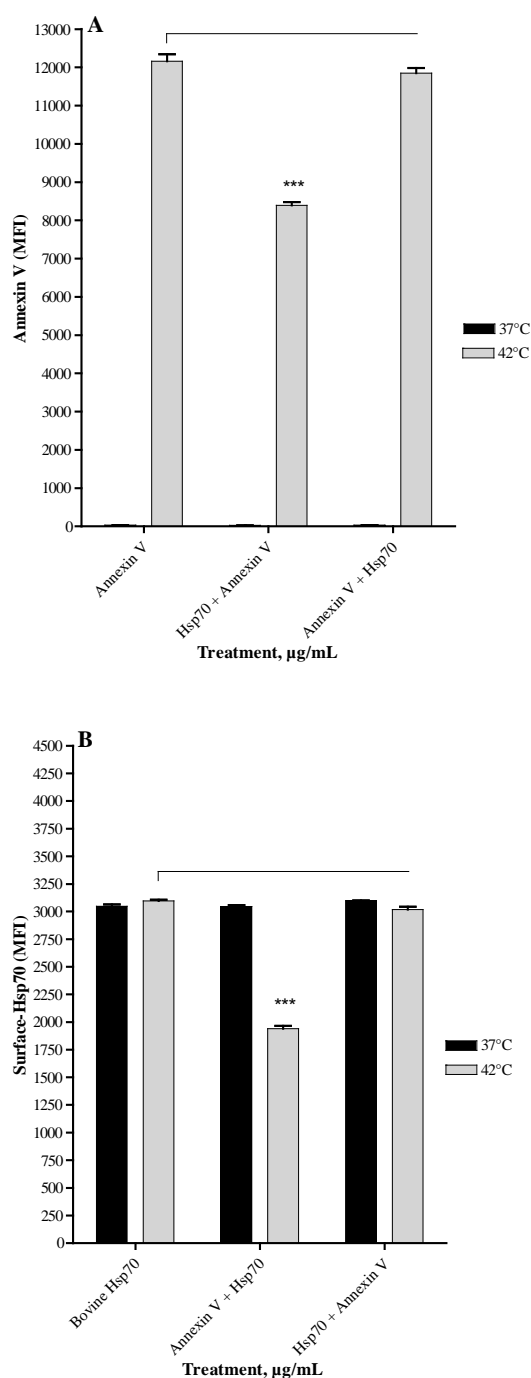 A
13000
12000
11000
10000
9000
8000
7000
6000
5000
4000
3000
2000
1000
0
Annexin V (MFI)
***
37°C
42°C
Annexin V
Hsp70 + Annexin V
Annexin V + Hsp70
Treatment, µg/mL
B
4500
4250
4000
3750
3500
3250
3000
2750
2500
2250
2000
1750
1500
1250
1000
750
500
250
0
Surface-Hsp70 (MFI)
***
37°C
42°C
Bovine Hsp70
Annexin V + Hsp70
Hsp70 + Annexin V
Treatment, µg/mL